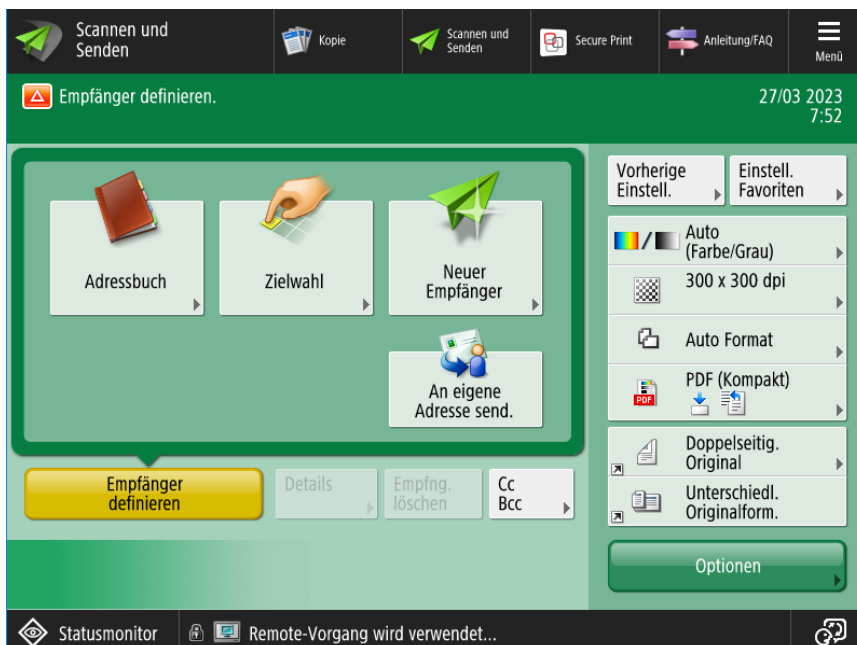 Scannen und
Senden
Kopie
Scannen und
Senden
Secure Print
Anleitung/FAQ
Menü
Empfänger definieren.
27/03 2023
7:52
Adressbuch
Zielwahl
Neuer
Empfänger
An eigene
Adresse send.
Empfänger
definieren
Details
Empfng.
löschen
Cc
Bcc
Vorherige
Einstell.
Einstell.
Favoriten
Auto
(Farbe/Grau)
300 x 300 dpi
Auto Format
PDF
PDF (Kompakt)
Doppelseitig.
Original
Unterschiedl.
Originalform.
Optionen
Statusmonitor
Remote-Vorgang wird verwendet...